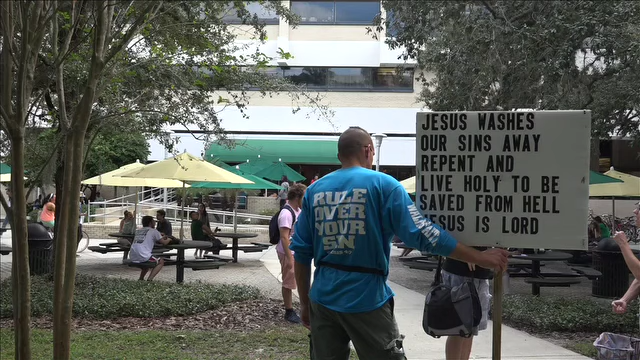 JESUS WASHES
OUR SINS AWAY
REPENT AND
LIVE HOLY TO BE
SAVED FROM HELL
JESUS IS LORD
RULE
OVER
YOUR
SIN